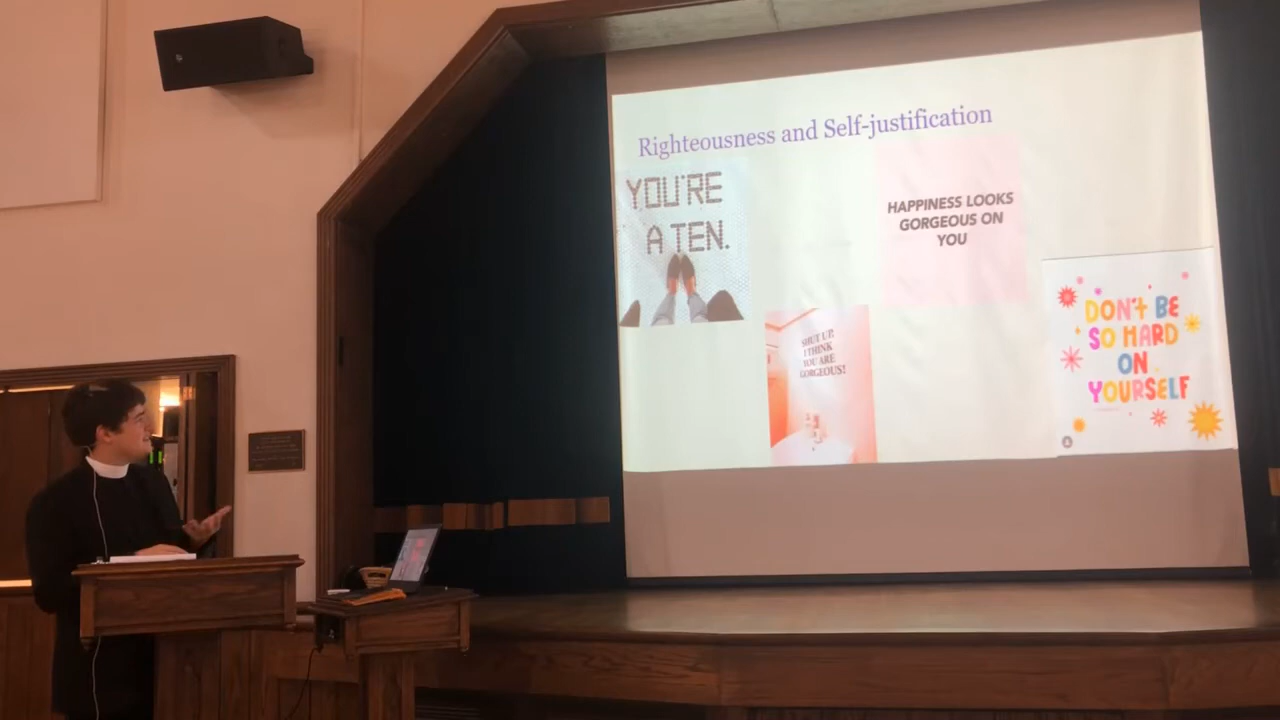 Righteousness and Self-justification
YOU'RE
A TEN.
HAPPINESS LOOKS
GORGEOUS ON
YOU
SHUT UP,
I THINK
YOU ARE
GORGEOUS!
DON'T BE
SO HARD
ON
YOURSELF